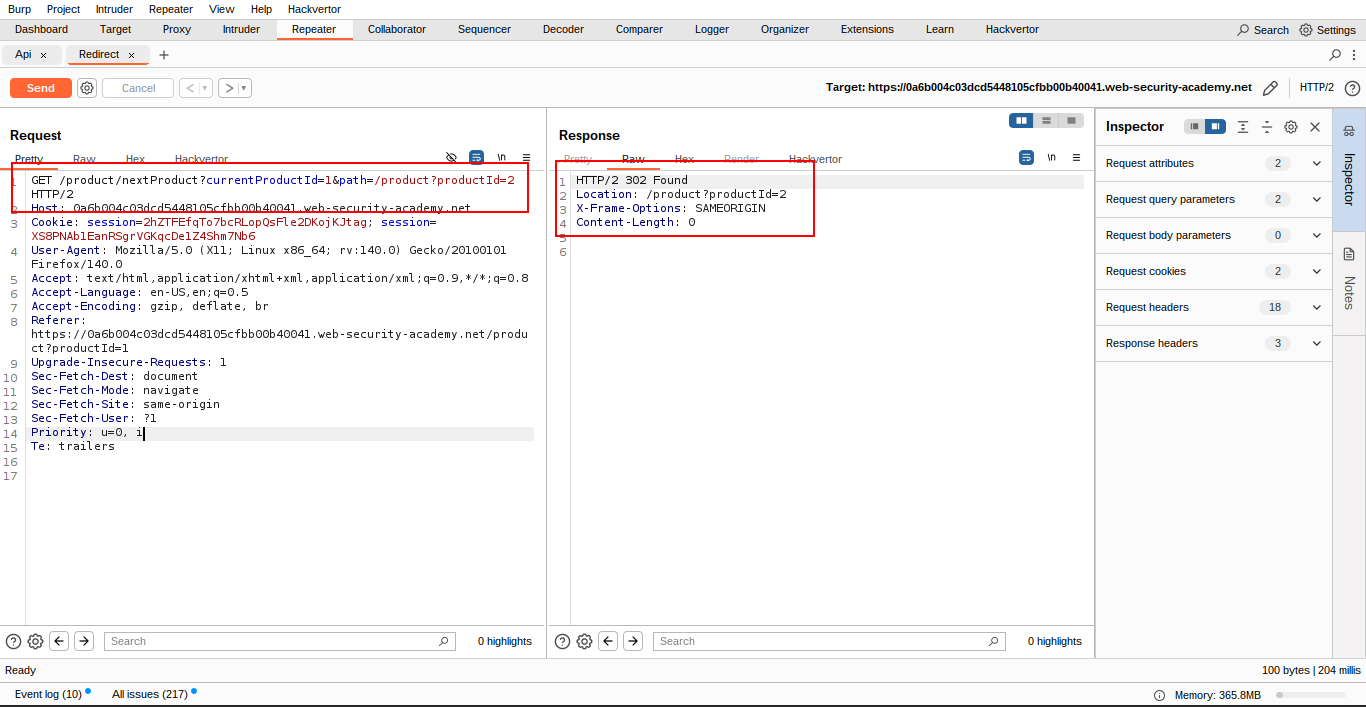 Burp Project Intruder Repeater View Help Hackvertor
Dashboard Target Proxy Intruder Repeater Collaborator Sequencer Decoder Comparer Logger Organizer Extensions Learn Hackvertor Search Settings
Api × Redirect × +
Send Cancel < > Target: https://0a6b004c03dcd5448105cfbb00b40041.web-security-academy.net HTTP/2 ?
Request
Pretty Raw Hex Hackvertor \n
1 GET /product/nextProduct?currentProductId=1&path=/product?productId=2
HTTP/2
2 Host: 0a6b004c03dcd5448105cfbb00b40041.web-security-academy.net
3 Cookie: session=2hZTFEfqTo7bcRLopQsFle2DKojKJtag; session=
XS8PNAb1EanRSgrVGKqcDe1Z4Shm7Nb6
4 User-Agent: Mozilla/5.0 (X11; Linux x86_64; rv:140.0) Gecko/20100101
Firefox/140.0
5 Accept: text/html,application/xhtml+xml,application/xml;q=0.9,*/*;q=0.8
6 Accept-Language: en-US,en;q=0.5
7 Accept-Encoding: gzip, deflate, br
8 Referer:
https://0a6b004c03dcd5448105cfbb00b40041.web-security-academy.net/produ
ct?productId=1
9 Upgrade-Insecure-Requests: 1
10 Sec-Fetch-Dest: document
11 Sec-Fetch-Mode: navigate
12 Sec-Fetch-Site: same-origin
13 Sec-Fetch-User: ?1
14 Priority: u=0, i
15 Te: trailers
16
17
? Search 0 highlights
Response
Pretty Raw Hex Render Hackvertor \n
1 HTTP/2 302 Found
2 Location: /product?productId=2
3 X-Frame-Options: SAMEORIGIN
4 Content-Length: 0
5
6
? Search 0 highlights
Inspector
Request attributes 2
Request query parameters 2
Request body parameters 0
Request cookies 2
Request headers 18
Response headers 3
Inspector
Notes
Ready 100 bytes | 204 millis
Event log (10) All issues (217) Memory: 365.8MB